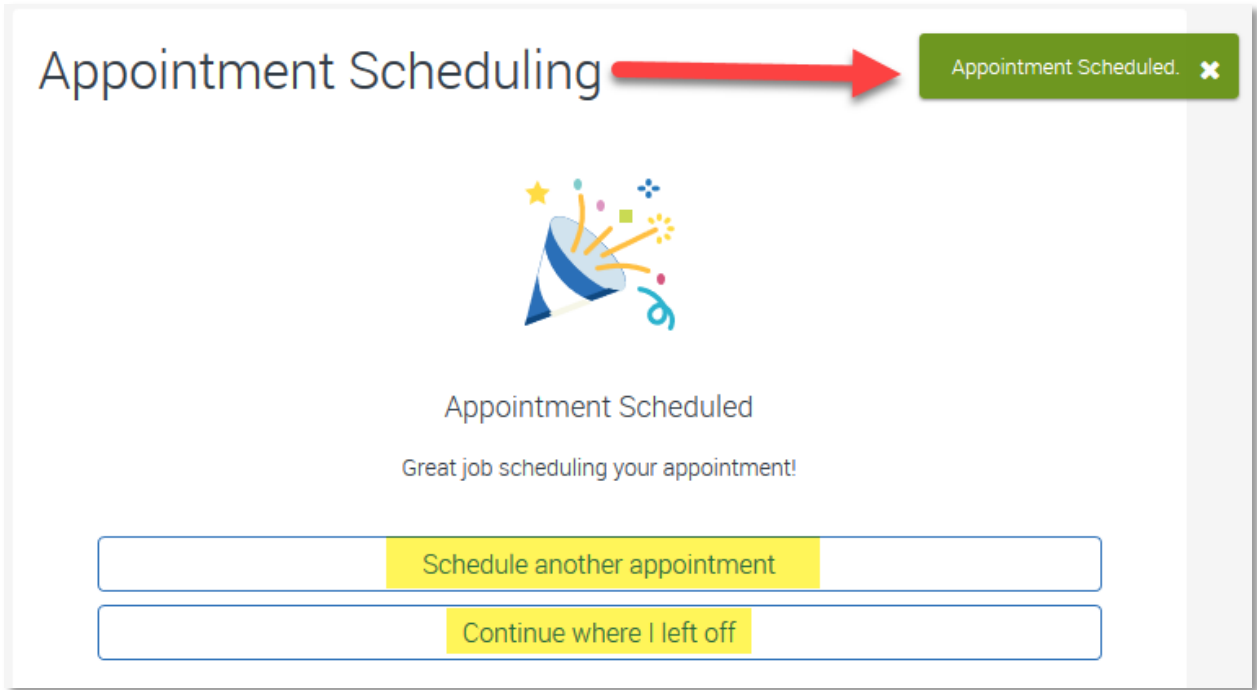 Appointment Scheduling
Appointment Scheduled.
Appointment Scheduled
Great job scheduling your appointment!
Schedule another appointment
Continue where I left off